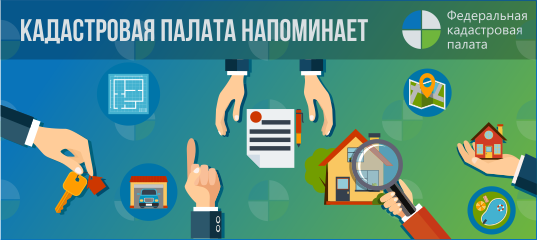 КАДАСТРОВАЯ ПАЛАТА НАПОМИНАЕТ
Федеральная
кадастровая
палата